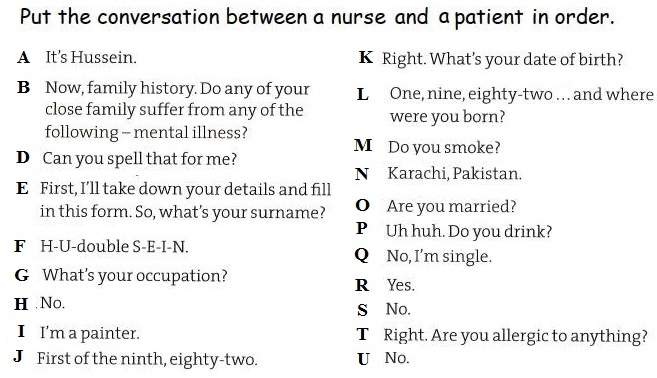 Put the conversation between a nurse and a patient in order.
A It's Hussein.
B Now, family history. Do any of your
close family suffer from any of the
following – mental illness?
D Can you spell that for me?
E First, I'll take down your details and fill
in this form. So, what's your surname?
F H-U-double S-E-I-N.
G What's your occupation?
H No.
I I'm a painter.
J First of the ninth, eighty-two.
K Right. What's your date of birth?
L One, nine, eighty-two ... and where
were you born?
M Do you smoke?
N Karachi, Pakistan.
O Are you married?
P Uh huh. Do you drink?
Q No, I'm single.
R Yes.
S No.
T Right. Are you allergic to anything?
U No.